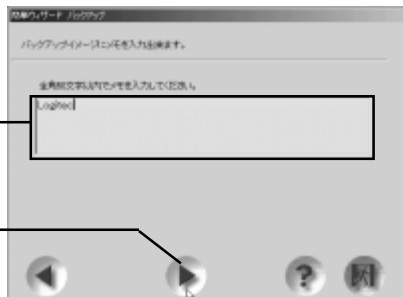 簡単ウィザード バックアップ
バックアップイメージにメモを入力出来ます。
全角80文字以内でメモを入力してください。
Logitec
?